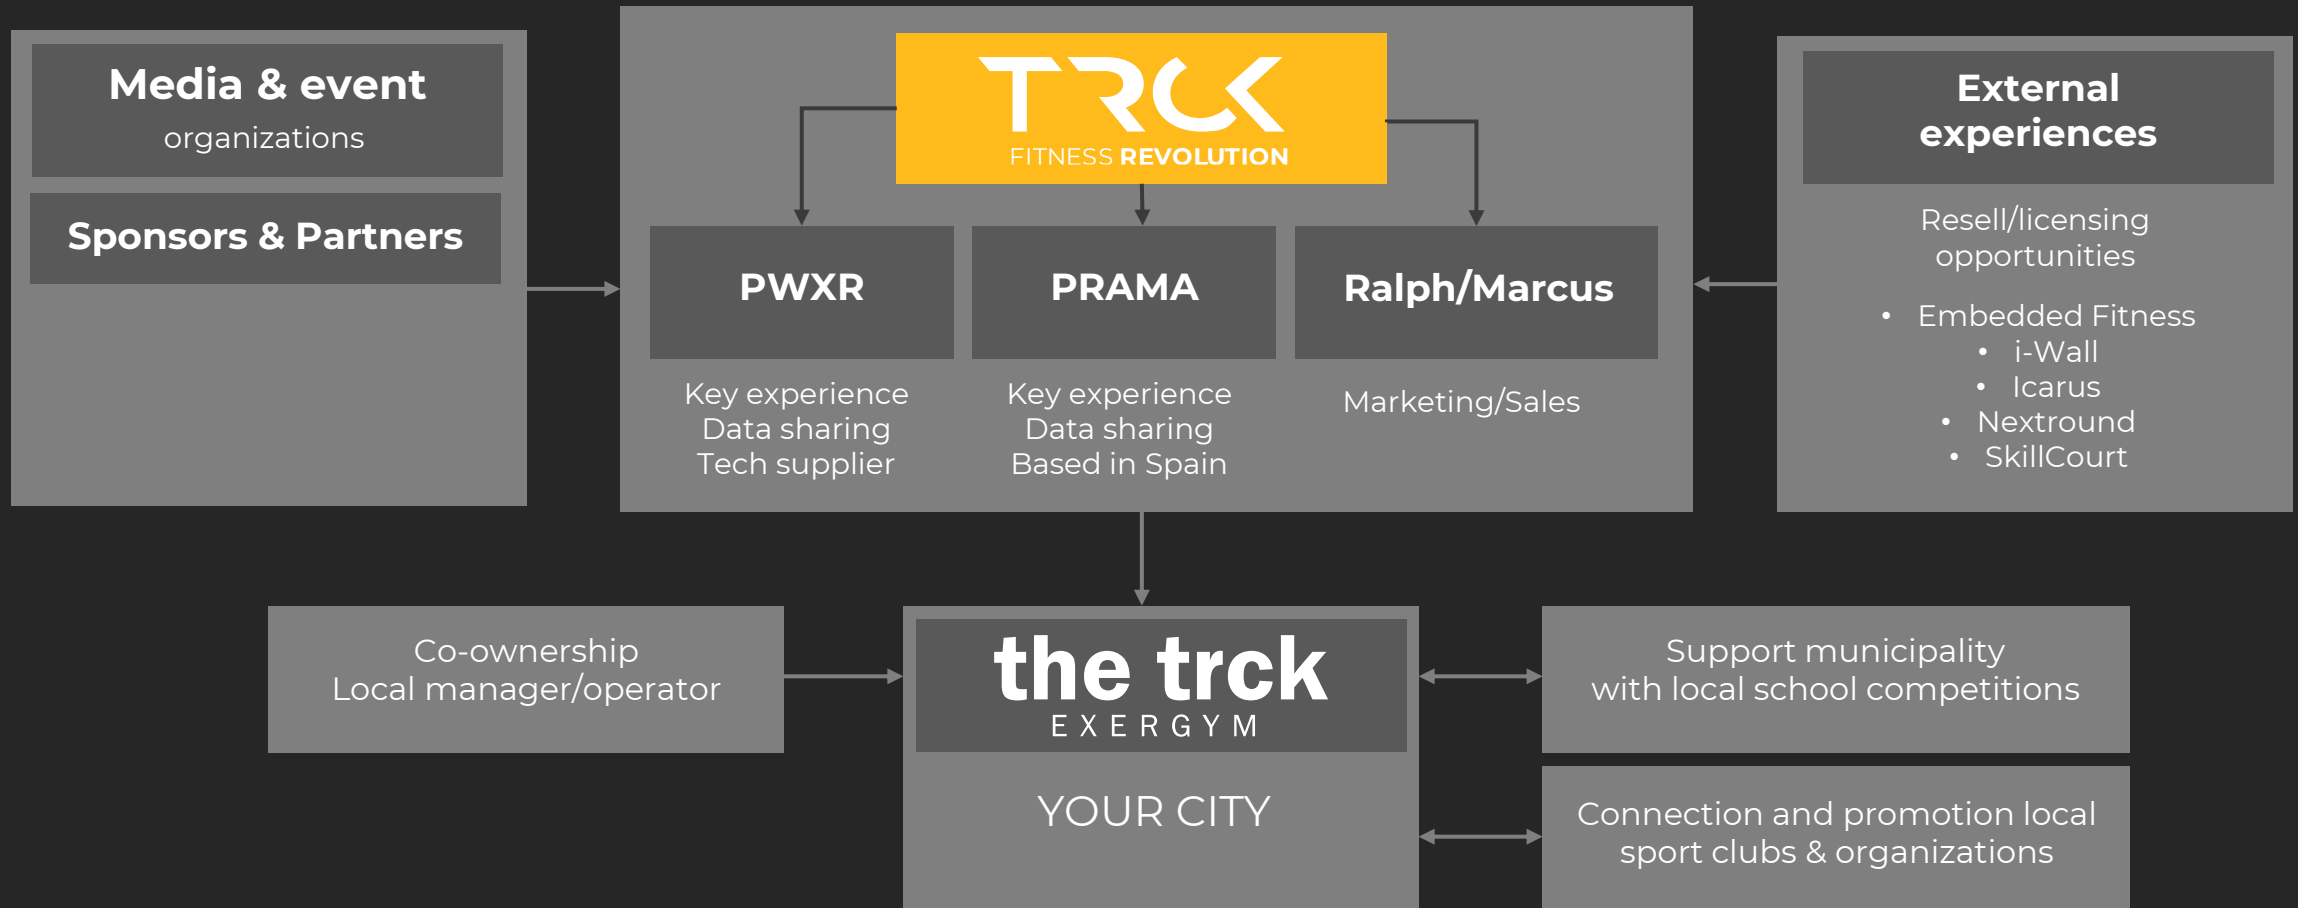 Media & event
organizations
Sponsors & Partners
TRCK
FITNESS REVOLUTION
PWXR
Key experience
Data sharing
Tech supplier
PRAMA
Key experience
Data sharing
Based in Spain
Ralph/Marcus
Marketing/Sales
External
experiences
Resell/licensing
opportunities
• Embedded Fitness
• i-Wall
• Icarus
• Nextround
• SkillCourt
Co-ownership
Local manager/operator
the trck
EXERGYM
YOUR CITY
Support municipality
with local school competitions
Connection and promotion local
sport clubs & organizations